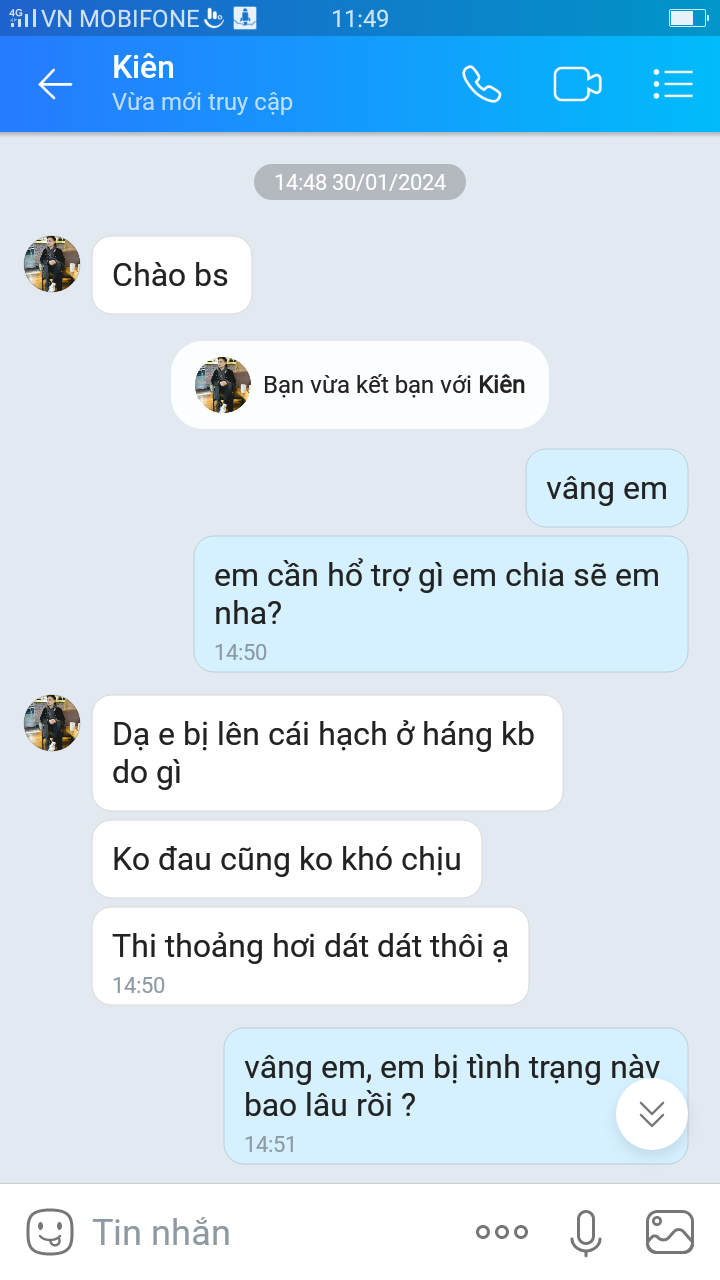 4G VN MOBIFONE 11:49
Kiên
Vừa mới truy cập
14:48 30/01/2024
Chào bs
Bạn vừa kết bạn với Kiên
vâng em
em cần hổ trợ gì em chia sẽ em
nha?
14:50
Dạ e bị lên cái hạch ở háng kb
do gì
Ko đau cũng ko khó chịu
Thi thoảng hơi dát dát thôi ạ
14:50
vâng em, em bị tình trạng này
bao lâu rồi ?
14:51
Tin nhắn